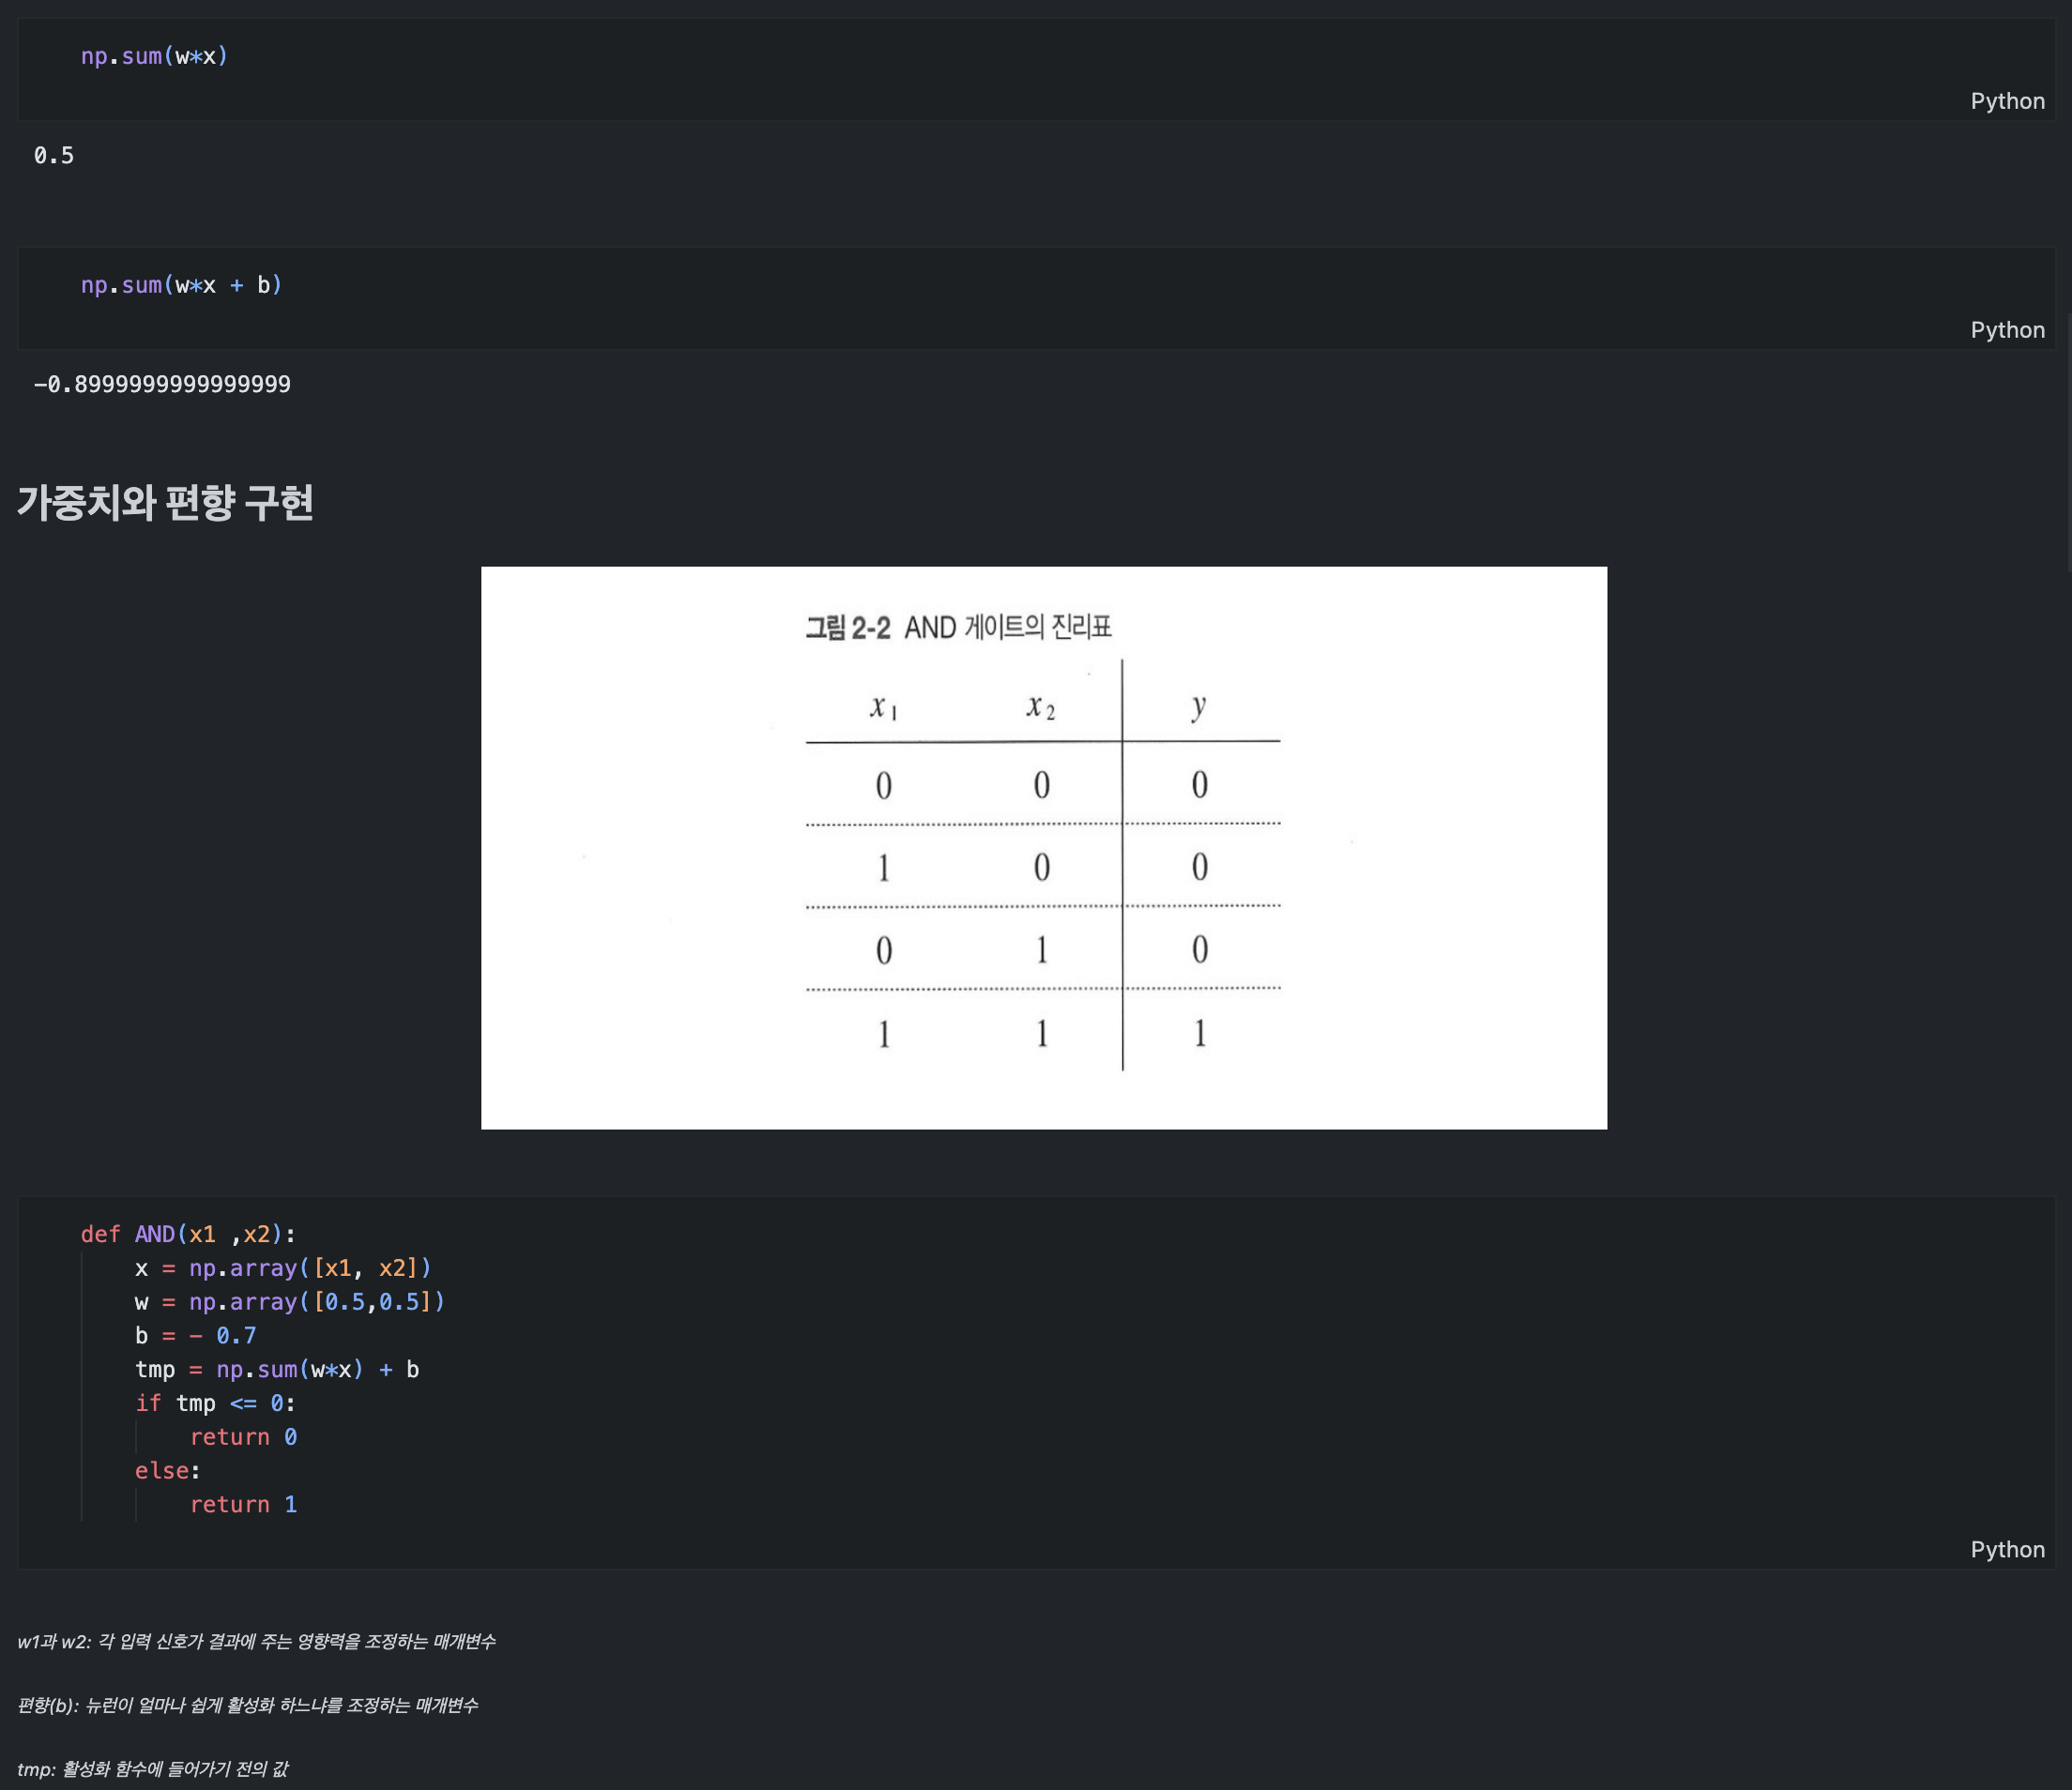 np.sum(w*x)
Python
0.5
np.sum(w*x + b)
Python
-0.8999999999999999
가중치와 편향 구현
그림 2-2 AND 게이트의 진리표
x1 x2 y
0 0 0
1 0 0
0 1 0
1 1 1
def AND(x1 ,x2):
    x = np.array([x1, x2])
    w = np.array([0.5,0.5])
    b = - 0.7
    tmp = np.sum(w*x) + b
    if tmp <= 0:
        return 0
    else:
        return 1
Python
w1과 w2: 각 입력 신호가 결과에 주는 영향력을 조정하는 매개변수
편향(b): 뉴런이 얼마나 쉽게 활성화 하느냐를 조정하는 매개변수
tmp: 활성화 함수에 들어가기 전의 값